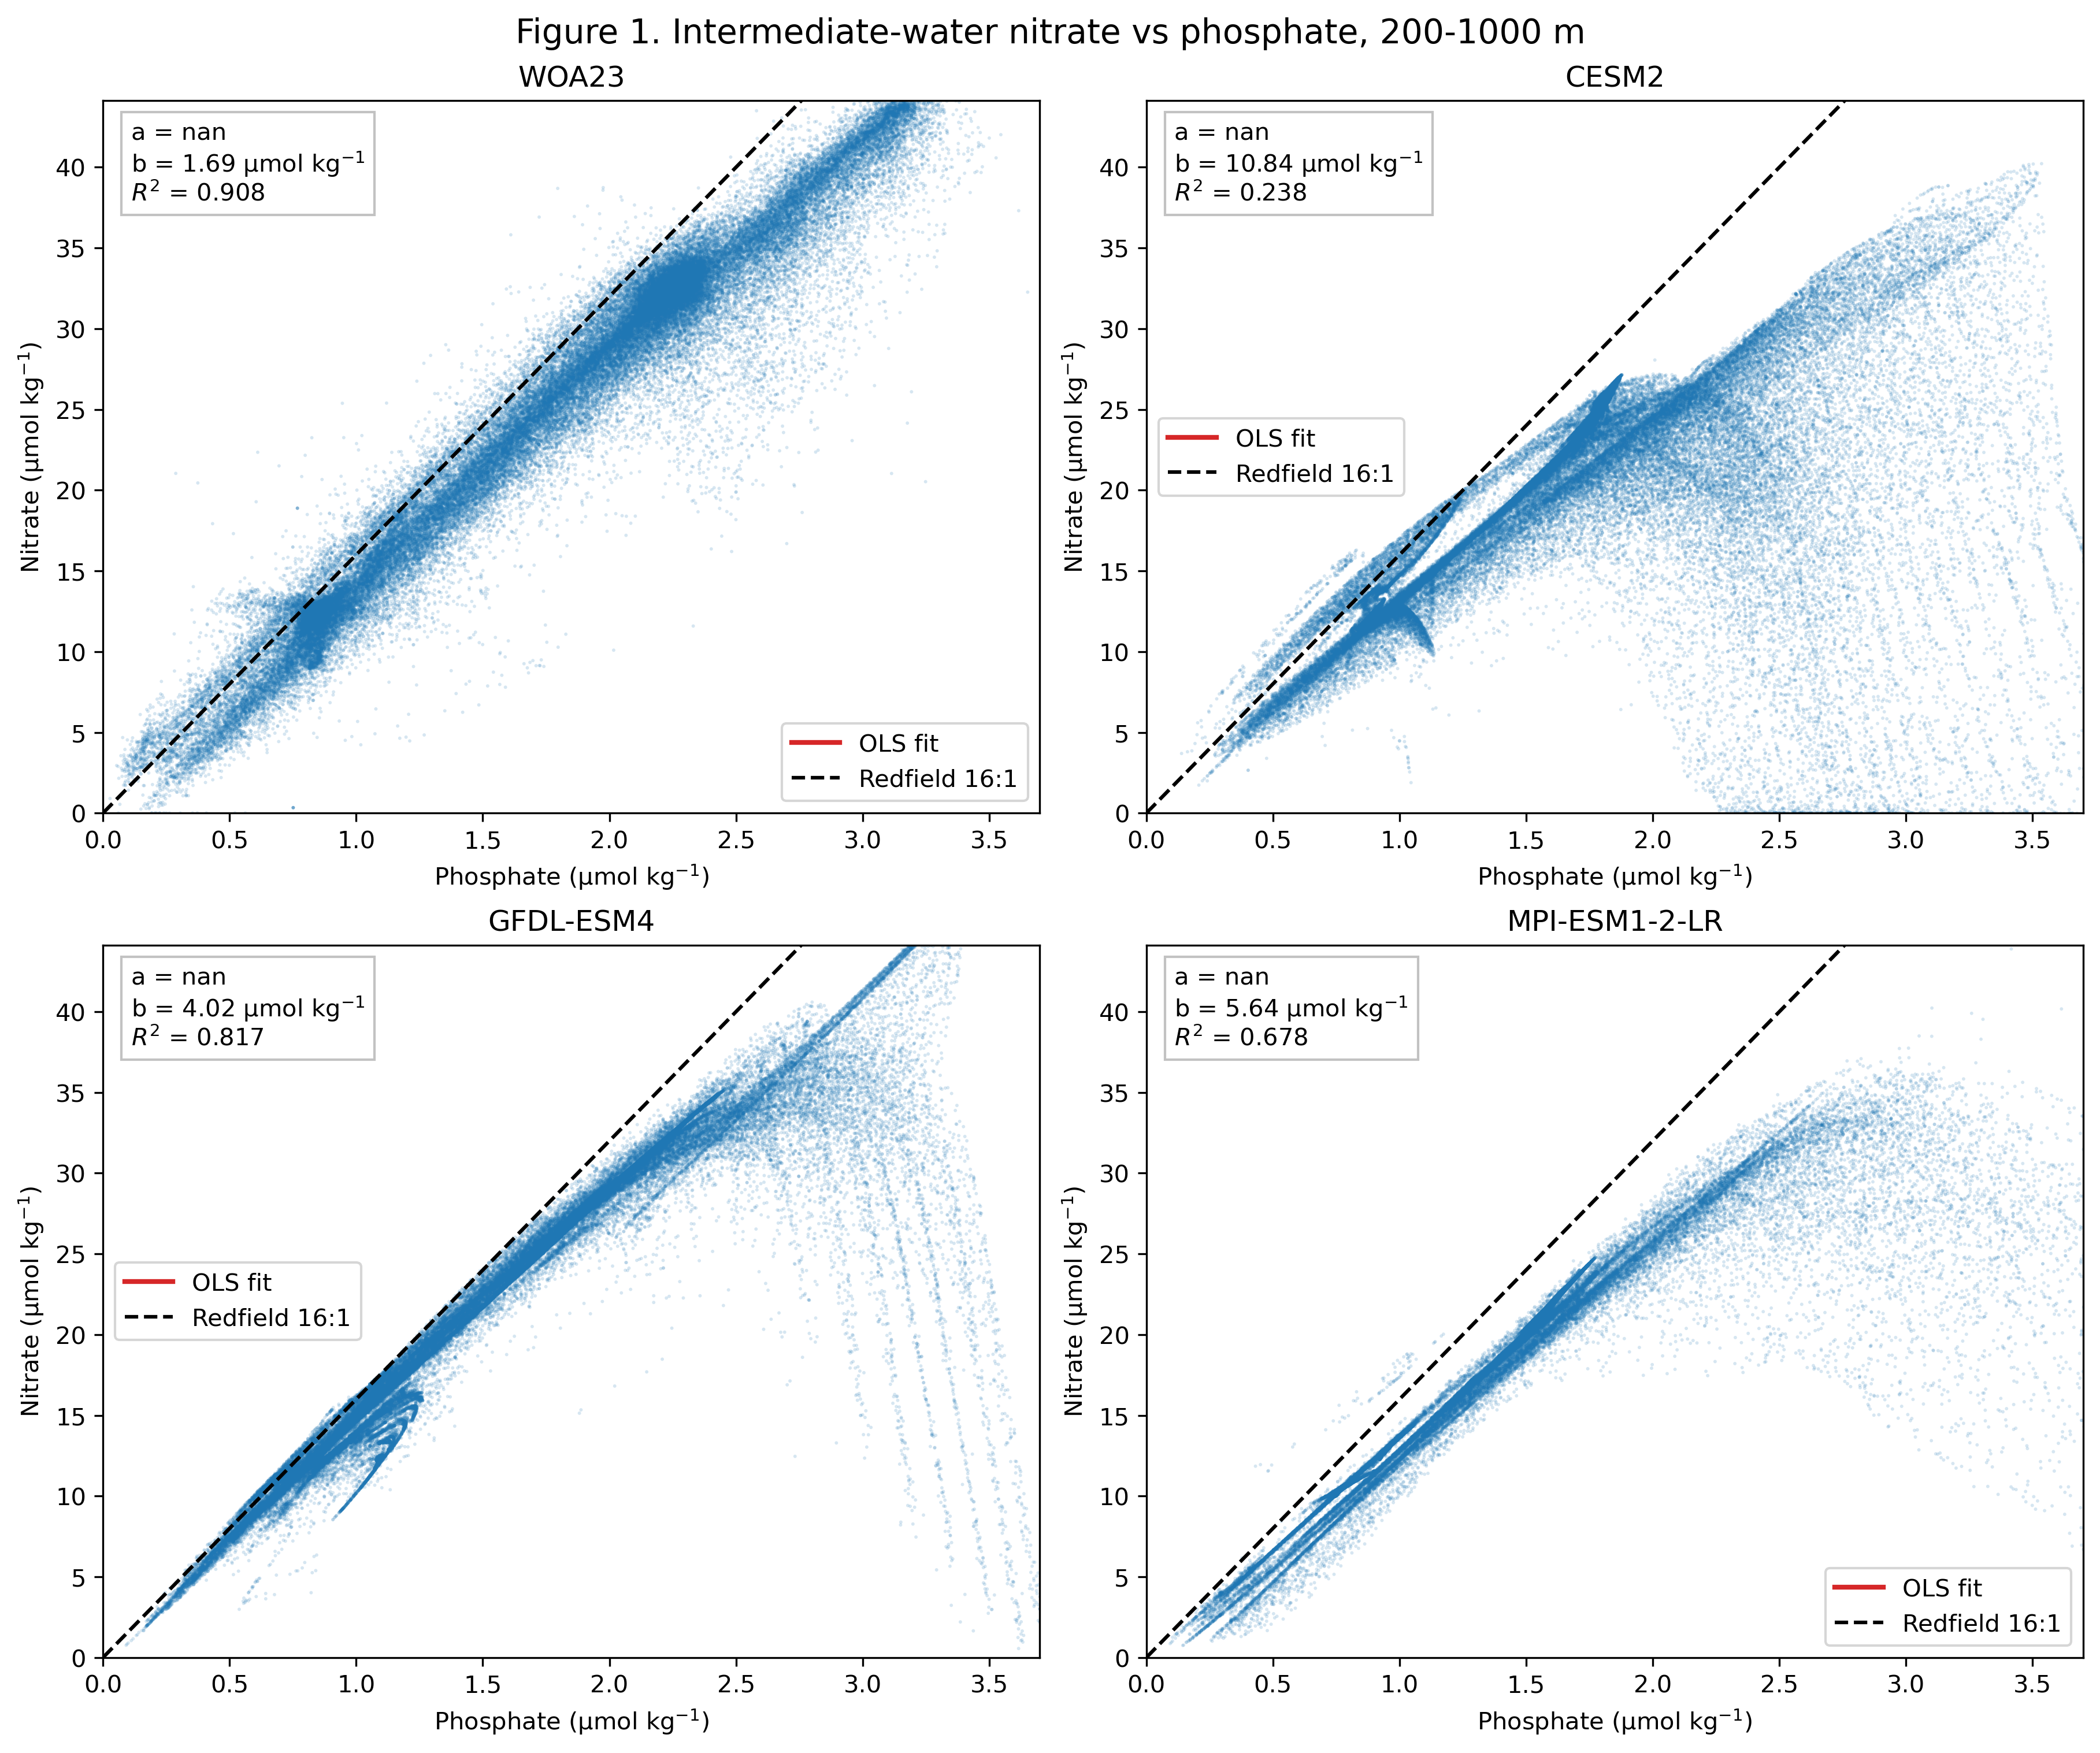 Figure 1. Intermediate-water nitrate vs phosphate, 200-1000 m
WOA23
a = nan
b = 1.69 µmol kg⁻¹
R² = 0.908
OLS fit
Redfield 16:1
40
35
30
25
20
15
10
5
0
0.0 0.5 1.0 1.5 2.0 2.5 3.0 3.5
Nitrate (µmol kg⁻¹)
Phosphate (µmol kg⁻¹)
CESM2
a = nan
b = 10.84 µmol kg⁻¹
R² = 0.238
OLS fit
Redfield 16:1
40
35
30
25
20
15
10
5
0
0.0 0.5 1.0 1.5 2.0 2.5 3.0 3.5
Nitrate (µmol kg⁻¹)
Phosphate (µmol kg⁻¹)
GFDL-ESM4
a = nan
b = 4.02 µmol kg⁻¹
R² = 0.817
OLS fit
Redfield 16:1
40
35
30
25
20
15
10
5
0
0.0 0.5 1.0 1.5 2.0 2.5 3.0 3.5
Nitrate (µmol kg⁻¹)
Phosphate (µmol kg⁻¹)
MPI-ESM1-2-LR
a = nan
b = 5.64 µmol kg⁻¹
R² = 0.678
OLS fit
Redfield 16:1
40
35
30
25
20
15
10
5
0
0.0 0.5 1.0 1.5 2.0 2.5 3.0 3.5
Nitrate (µmol kg⁻¹)
Phosphate (µmol kg⁻¹)